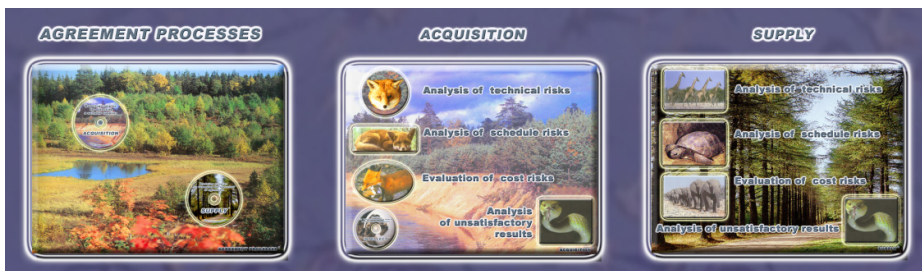 AGREEMENT PROCESSES
ACQUISITION
SUPPLY
ACQUISITION
SUPPLY
Analysis of technical risks
Analysis of schedule risks
Evaluation of cost risks
Analysis
of unsatisfactory
results
Analysis of technical risks
Analysis of schedule risks
Evaluation of cost risks
Analysis of unsatisfactory results